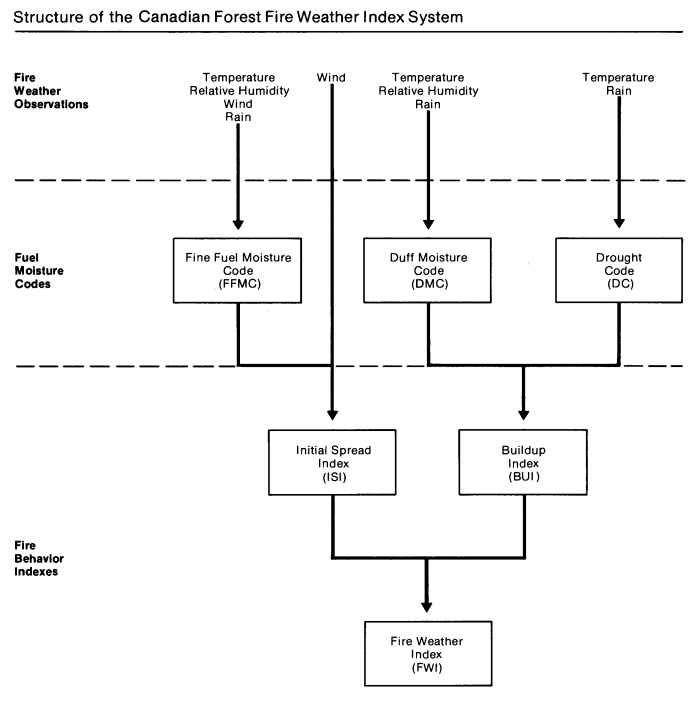 Structure of the Canadian Forest Fire Weather Index System
Fire
Weather
Observations
Temperature
Relative Humidity
Wind
Rain
Wind
Temperature
Relative Humidity
Rain
Temperature
Rain
Fuel
Moisture
Codes
Fine Fuel Moisture
Code
(FFMC)
Duff Moisture
Code
(DMC)
Drought
Code
(DC)
Initial Spread
Index
(ISI)
Buildup
Index
(BUI)
Fire
Behavior
Indexes
Fire Weather
Index
(FWI)